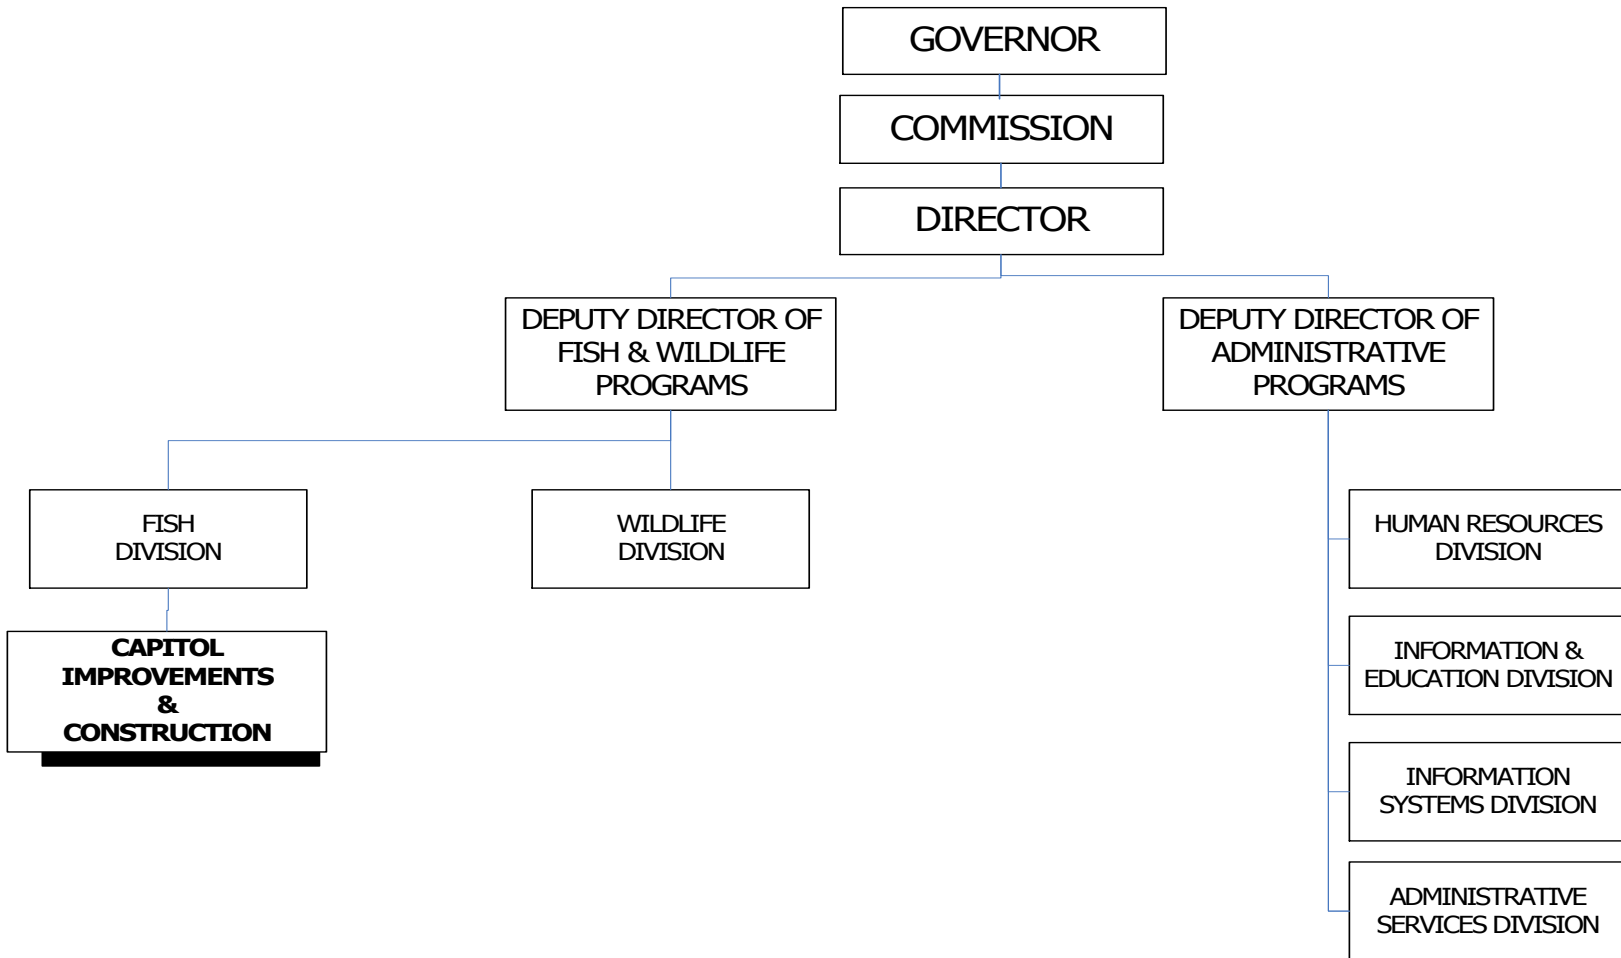 GOVERNOR
COMMISSION
DIRECTOR
DEPUTY DIRECTOR OF
FISH & WILDLIFE
PROGRAMS
DEPUTY DIRECTOR OF
ADMINISTRATIVE
PROGRAMS
FISH
DIVISION
WILDLIFE
DIVISION
HUMAN RESOURCES
DIVISION
CAPITOL
IMPROVEMENTS
&
CONSTRUCTION
INFORMATION &
EDUCATION DIVISION
INFORMATION
SYSTEMS DIVISION
ADMINISTRATIVE
SERVICES DIVISION